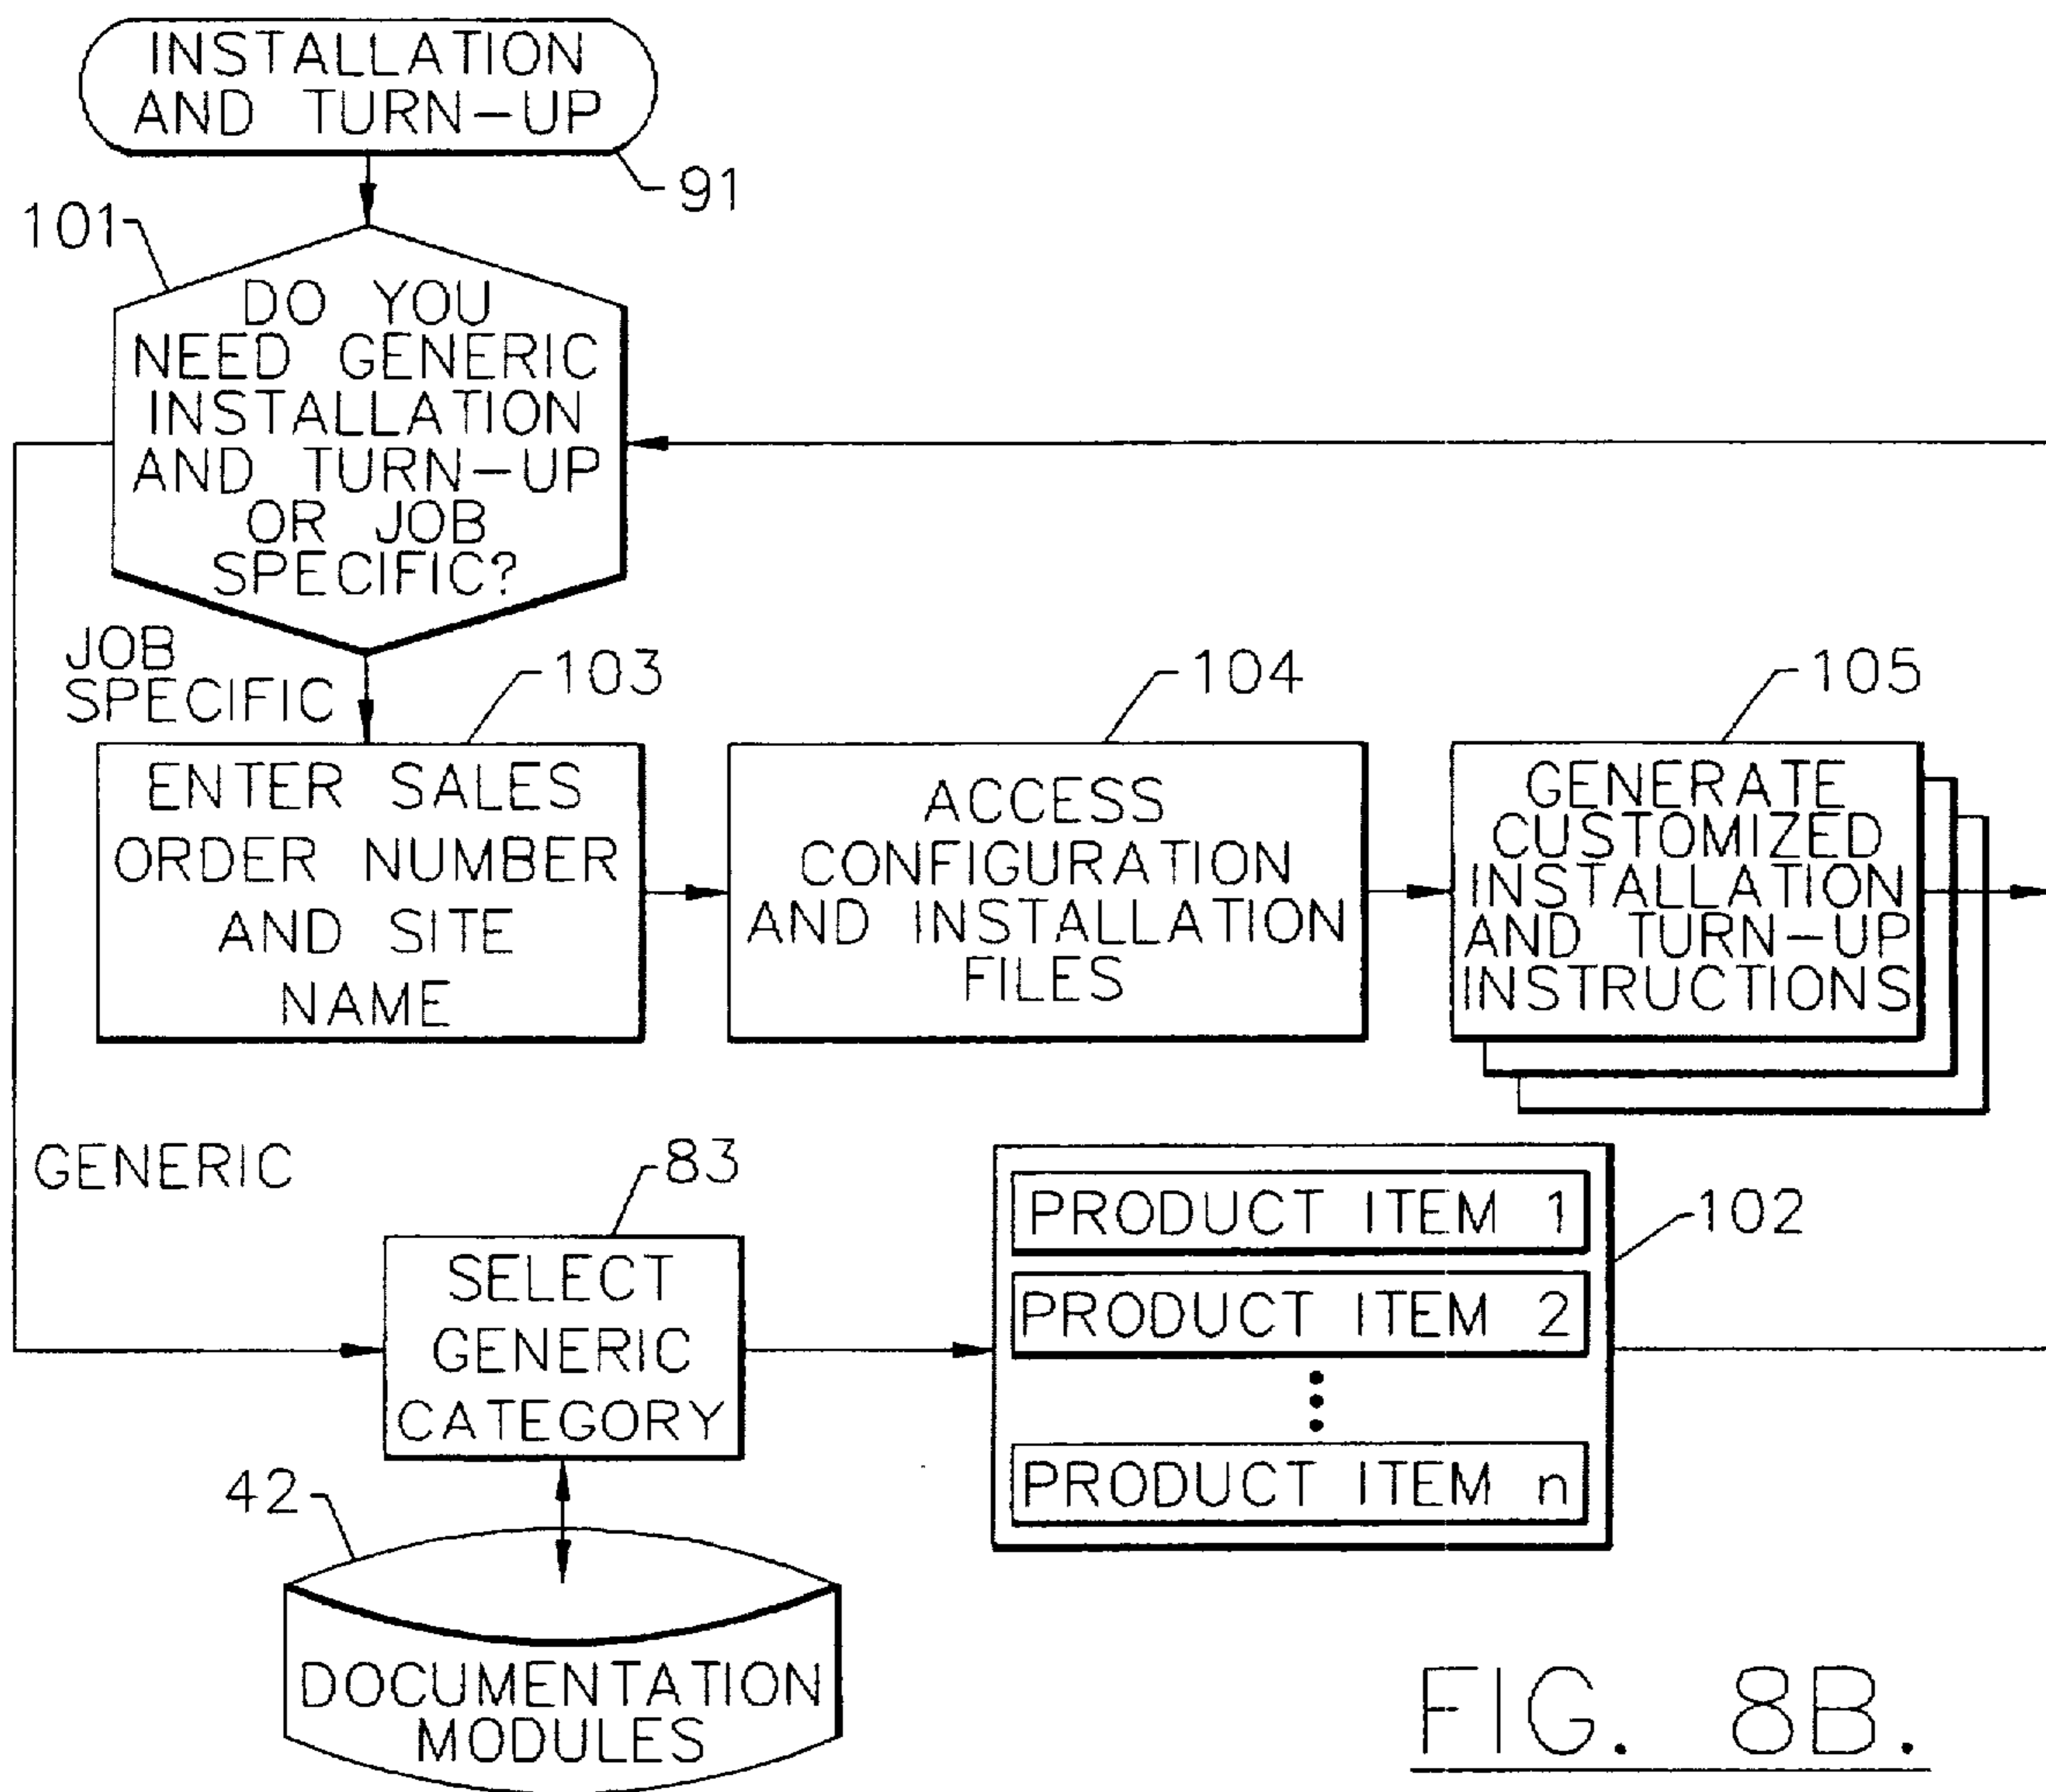 INSTALLATION
AND TURN-UP
91
101
DO YOU
NEED GENERIC
INSTALLATION
AND TURN-UP
OR JOB
SPECIFIC?
JOB
SPECIFIC
103
ENTER SALES
ORDER NUMBER
AND SITE
NAME
104
ACCESS
CONFIGURATION
AND INSTALLATION
FILES
105
GENERATE
CUSTOMIZED
INSTALLATION
AND TURN-UP
INSTRUCTIONS
GENERIC
83
SELECT
GENERIC
CATEGORY
102
PRODUCT ITEM 1
PRODUCT ITEM 2
PRODUCT ITEM n
42
DOCUMENTATION
MODULES
FIG. 8B.